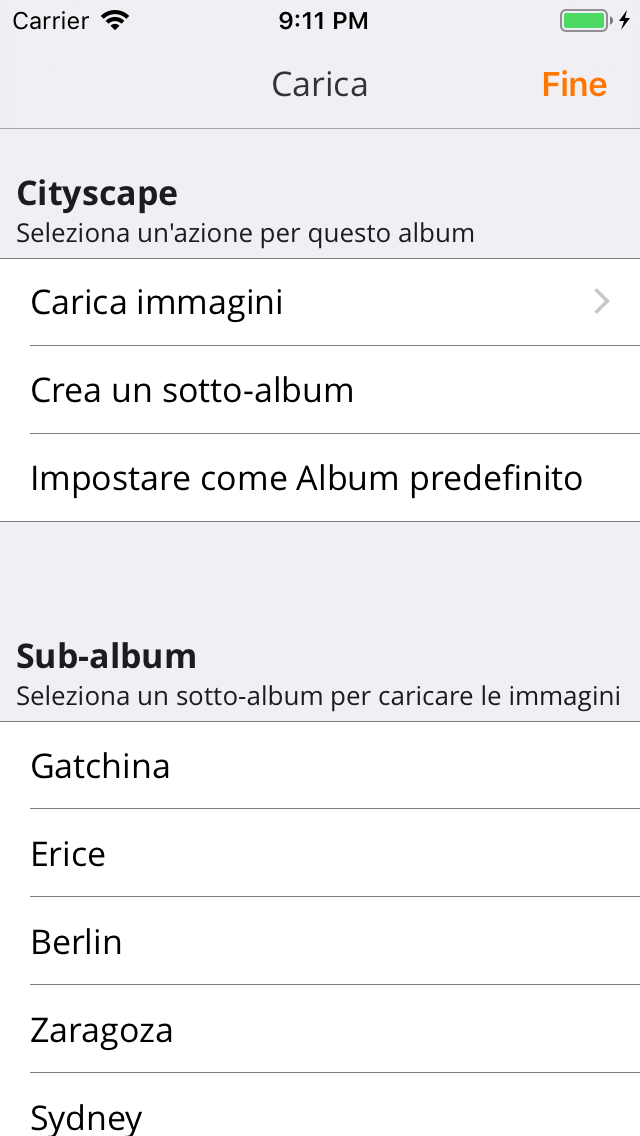 Carrier 9:11 PM
Carica Fine
Cityscape
Seleziona un'azione per questo album
Carica immagini
Crea un sotto-album
Impostare come Album predefinito
Sub-album
Seleziona un sotto-album per caricare le immagini
Gatchina
Erice
Berlin
Zaragoza
Sydney